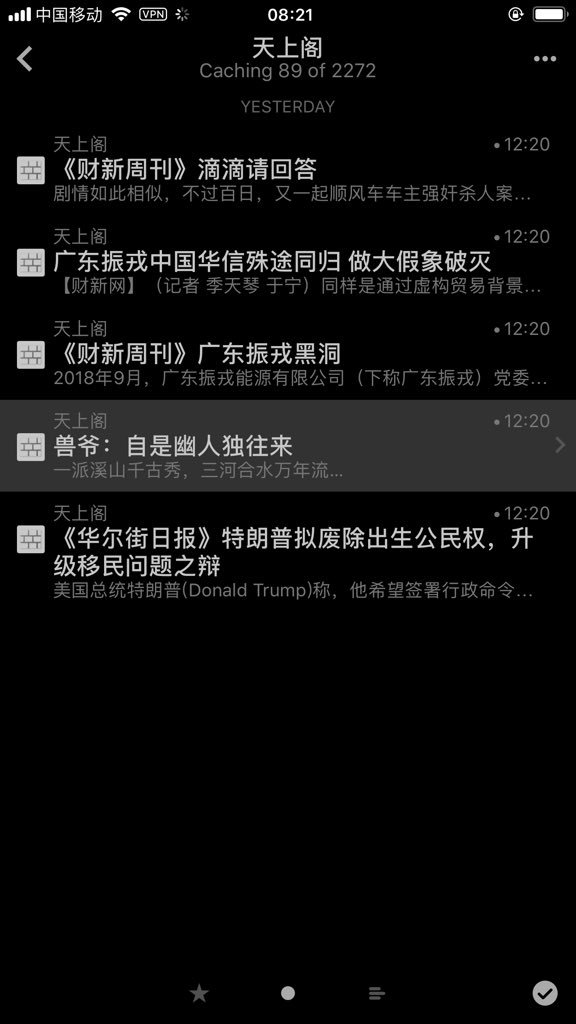 中国移动 VPN 08:21
天上阁
Caching 89 of 2272
YESTERDAY
天上阁 12:20
《财新周刊》滴滴请回答
剧情如此相似，不过百日，又一起顺风车车主强奸杀人案...
天上阁 12:20
广东振戎中国华信殊途同归 做大假象破灭
【财新网】（记者 季天琴 于宁）同样是通过虚构贸易背景...
天上阁 12:20
《财新周刊》广东振戎黑洞
2018年9月，广东振戎能源有限公司（下称广东振戎）党委...
天上阁 12:20
兽爷：自是幽人独往来
一派溪山千古秀，三河合水万年流...
天上阁 12:20
《华尔街日报》特朗普拟废除出生公民权，升
级移民问题之辩
美国总统特朗普(Donald Trump)称，他希望签署行政命令...